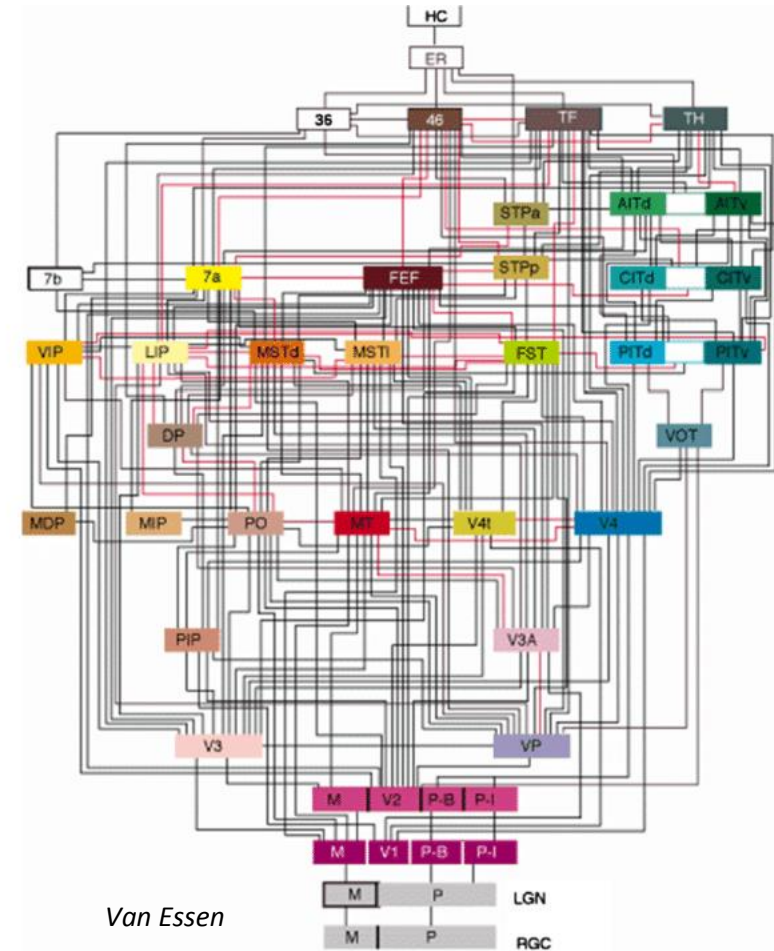 HC
ER
36 46 TF TH
STPa AITd AITv
7b 7a FEF STPp CITd CITv
VIP LIP MSTd MSTl FST PITd PITv
DP VOT
MDP MIP PO MT V4t V4
PIP V3A
V3 VP
M V2 P-B P-I
M V1 P-B P-I
M P LGN
M P RGC
Van Essen